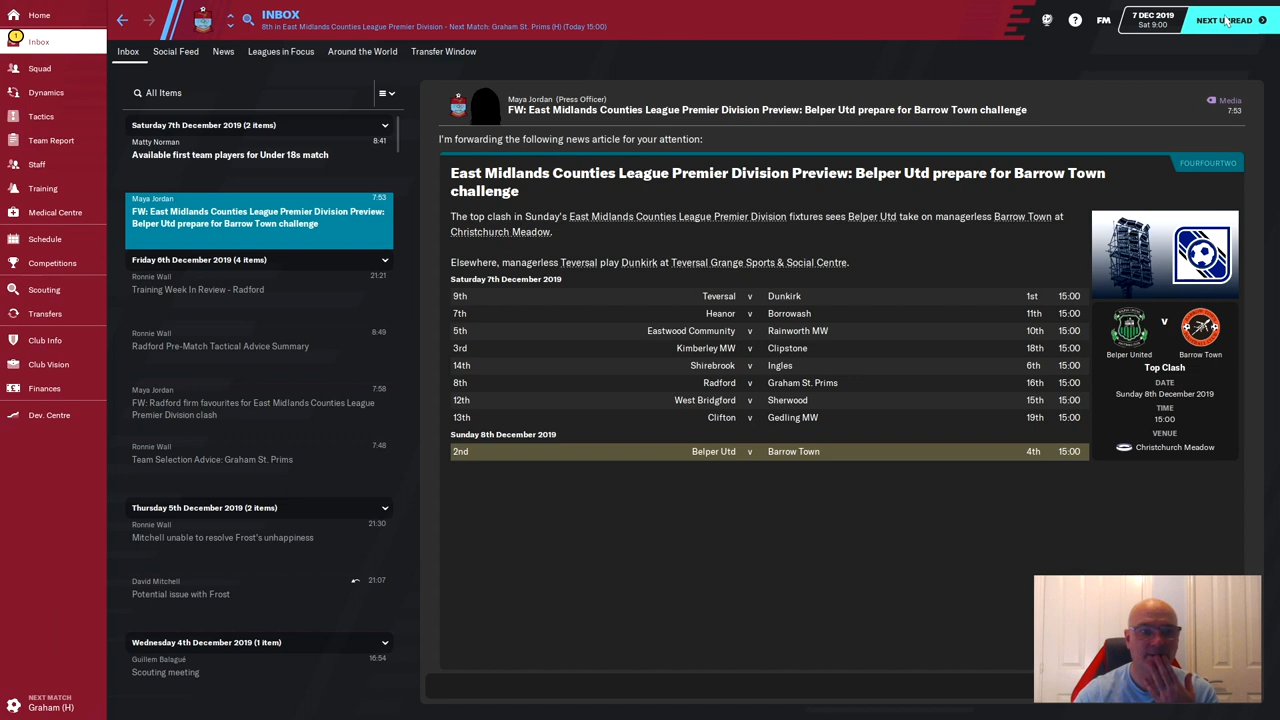 Home
INBOX
8th in East Midlands Counties League Premier Division - Next Match: Graham St. Prims (H) (Today 15:00)
?
FM
7 DEC 2019
Sat 9:00
NEXT UNREAD
1
Inbox
Squad
Dynamics
Tactics
Team Report
Staff
Training
Medical Centre
Schedule
Competitions
Scouting
Transfers
Club Info
Club Vision
Finances
Dev. Centre
NEXT MATCH
Graham (H)
Inbox Social Feed News Leagues in Focus Around the World Transfer Window
All Items
Saturday 7th December 2019 (2 items)
Matty Norman 8:41
Available first team players for Under 18s match
Maya Jordan 7:53
FW: East Midlands Counties League Premier Division Preview:
Belper Utd prepare for Barrow Town challenge
Friday 6th December 2019 (4 items)
Ronnie Wall 21:21
Training Week In Review - Radford
Ronnie Wall 8:49
Radford Pre-Match Tactical Advice Summary
Maya Jordan 7:58
FW: Radford firm favourites for East Midlands Counties League
Premier Division clash
Ronnie Wall 7:48
Team Selection Advice: Graham St. Prims
Thursday 5th December 2019 (2 items)
Ronnie Wall 21:30
Mitchell unable to resolve Frost's unhappiness
David Mitchell 21:07
Potential issue with Frost
Wednesday 4th December 2019 (1 item)
Guillem Balagué 16:54
Scouting meeting
Maya Jordan (Press Officer)
FW: East Midlands Counties League Premier Division Preview: Belper Utd prepare for Barrow Town challenge
Media
7:53
I'm forwarding the following news article for your attention:
FOURFOURTWO
East Midlands Counties League Premier Division Preview: Belper Utd prepare for Barrow Town
challenge
The top clash in Sunday's East Midlands Counties League Premier Division fixtures sees Belper Utd take on managerless Barrow Town at
Christchurch Meadow.
Elsewhere, managerless Teversal play Dunkirk at Teversal Grange Sports & Social Centre.
Saturday 7th December 2019
9th Teversal v Dunkirk 1st 15:00
7th Heanor v Borrowash 11th 15:00
5th Eastwood Community v Rainworth MW 10th 15:00
3rd Kimberley MW v Clipstone 18th 15:00
14th Shirebrook v Ingles 6th 15:00
8th Radford v Graham St. Prims 16th 15:00
12th West Bridgford v Sherwood 15th 15:00
13th Clifton v Gedling MW 19th 15:00
Sunday 8th December 2019
2nd Belper Utd v Barrow Town 4th 15:00
v
Belper United Barrow Town
Top Clash
DATE
Sunday 8th December 2019
TIME
15:00
VENUE
Christchurch Meadow